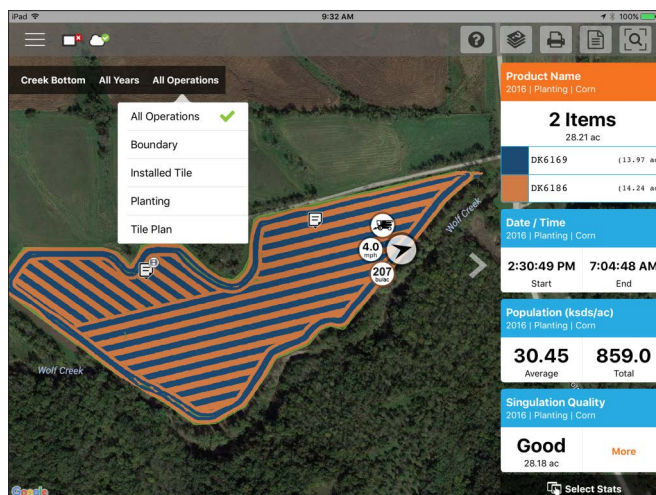 iPad
9:32 AM
100%
Creek Bottom
All Years
All Operations
All Operations
Boundary
Installed Tile
Planting
Tile Plan
Product Name
2016 | Planting | Corn
2 Items
28.21 ac
DK6169 (13.97 ac
DK6186 (14.24 ac
Date / Time
2016 | Planting | Corn
2:30:49 PM 7:04:48 AM
Start End
Population (ksds/ac)
2016 | Planting | Corn
30.45 859.0
Average Total
Singulation Quality
2016 | Planting | Corn
Good More
28.18 ac
Select Stats
4.0
mph
207
bu/ac
Wolf Creek
Wolf Creek
Google